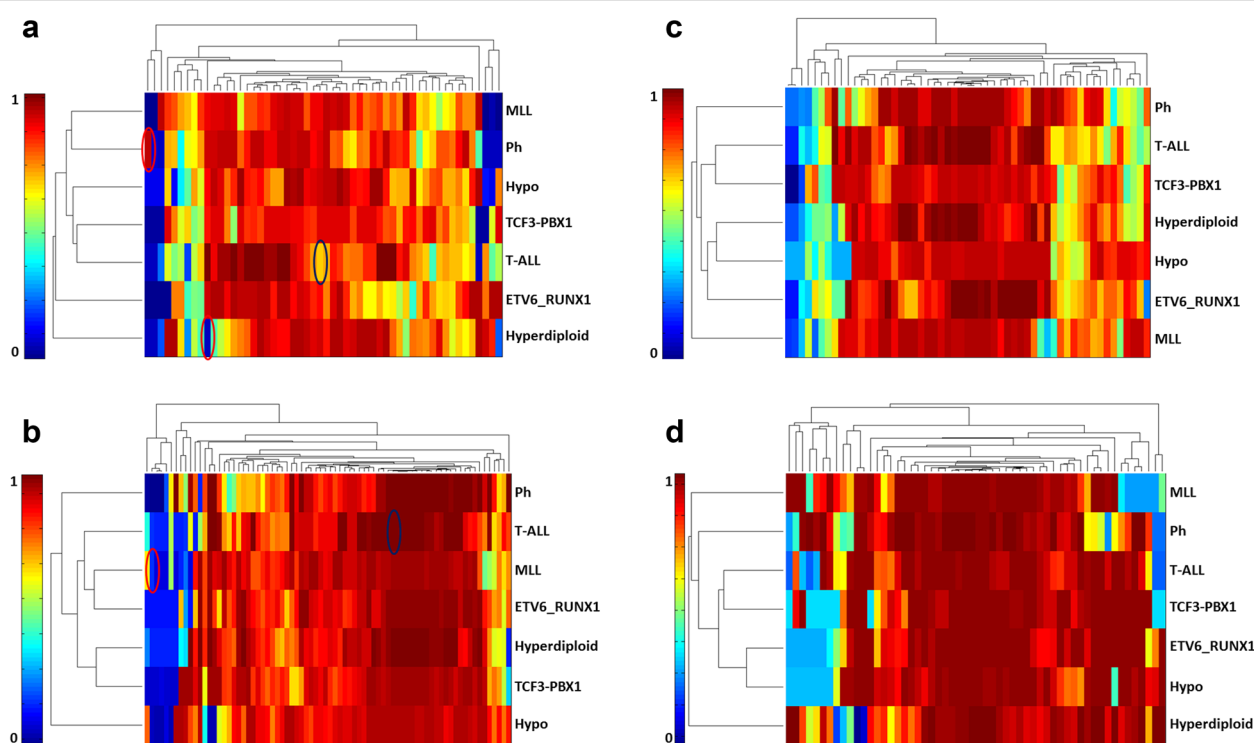 a
1
0
MLL
Ph
Hypo
TCF3-PBX1
T-ALL
ETV6_RUNX1
Hyperdiploid
c
1
0
Ph
T-ALL
TCF3-PBX1
Hyperdiploid
Hypo
ETV6_RUNX1
MLL
b
1
0
Ph
T-ALL
MLL
ETV6_RUNX1
Hyperdiploid
TCF3-PBX1
Hypo
d
1
0
MLL
Ph
T-ALL
TCF3-PBX1
ETV6_RUNX1
Hypo
Hyperdiploid